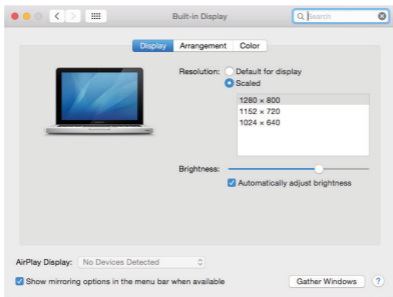 Built-in Display
Search
Display Arrangement Color
Resolution: Default for display
Scaled
1280 × 800
1152 × 720
1024 × 640
Brightness:
Automatically adjust brightness
AirPlay Display: No Devices Detected
Show mirroring options in the menu bar when available
Gather Windows ?